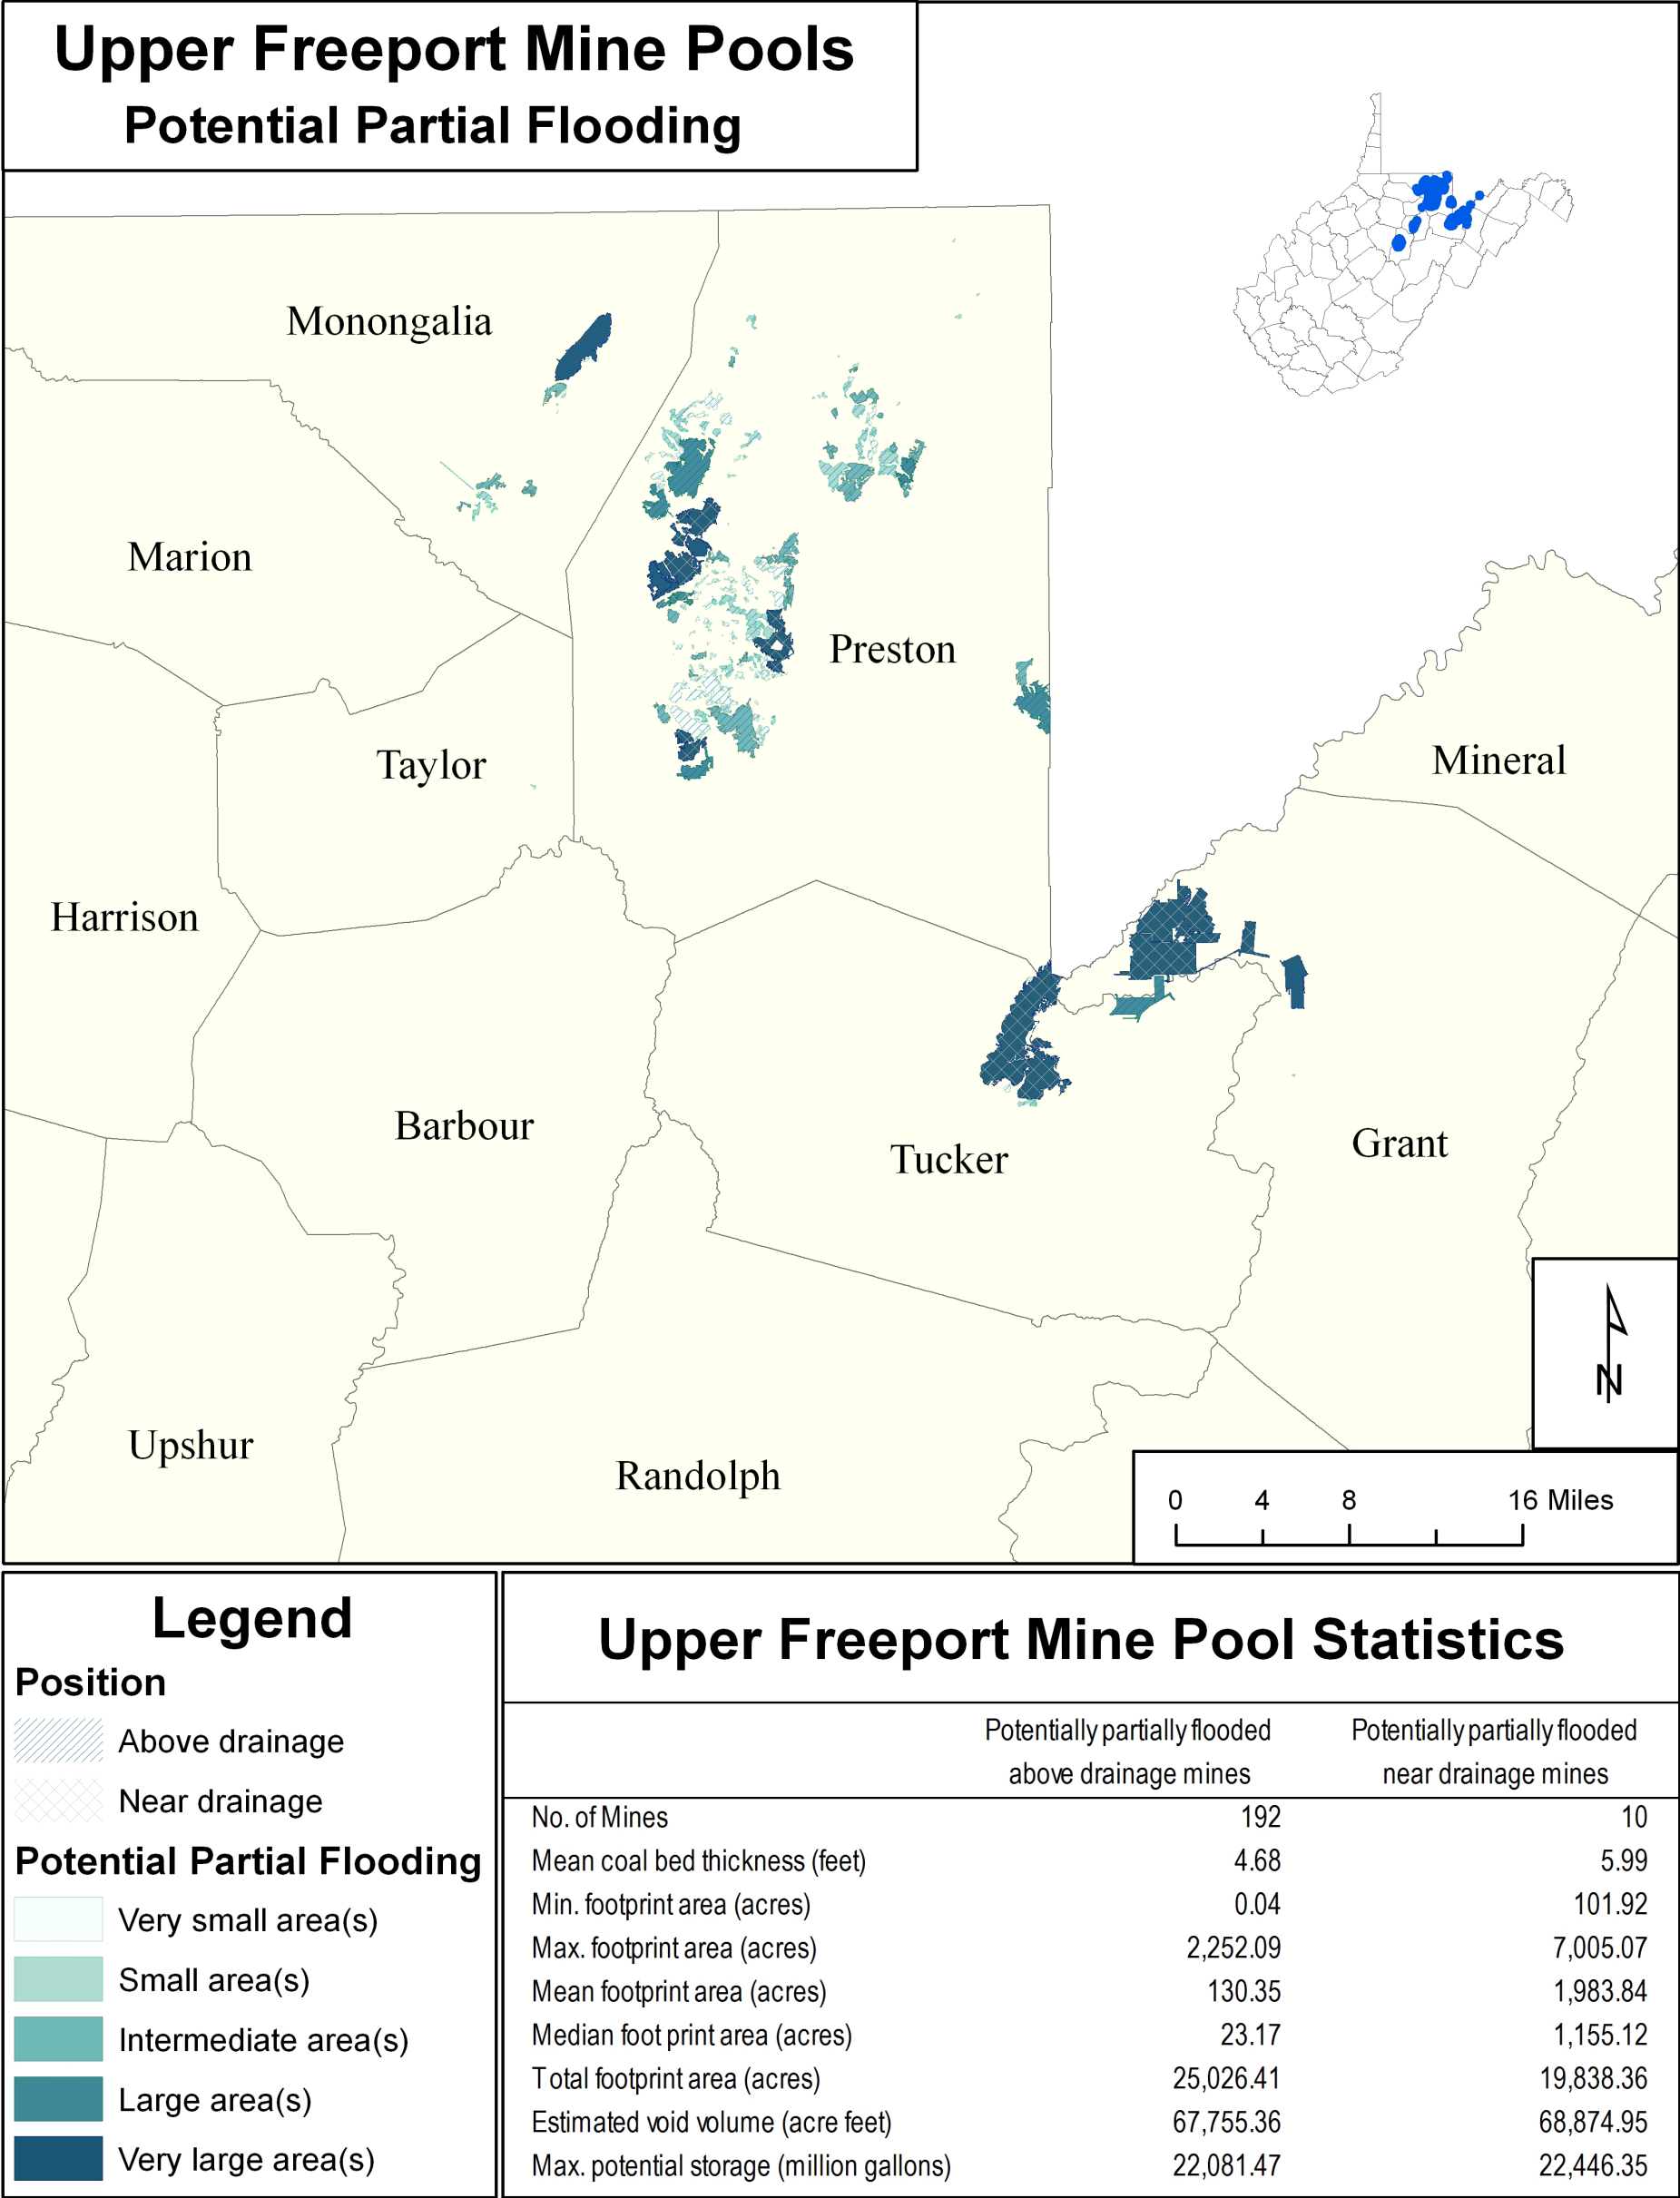 Upper Freeport Mine Pools
Potential Partial Flooding
Monongalia
Marion
Preston
Taylor
Mineral
Harrison
Barbour
Tucker
Grant
Upshur
Randolph
N
0 4 8 16 Miles
Legend
Position
Above drainage
Near drainage
Potential Partial Flooding
Very small area(s)
Small area(s)
Intermediate area(s)
Large area(s)
Very large area(s)
Upper Freeport Mine Pool Statistics
Potentially partially flooded Potentially partially flooded
above drainage mines near drainage mines
No. of Mines 192 10
Mean coal bed thickness (feet) 4.68 5.99
Min. footprint area (acres) 0.04 101.92
Max. footprint area (acres) 2,252.09 7,005.07
Mean footprint area (acres) 130.35 1,983.84
Median foot print area (acres) 23.17 1,155.12
Total footprint area (acres) 25,026.41 19,838.36
Estimated void volume (acre feet) 67,755.36 68,874.95
Max. potential storage (million gallons) 22,081.47 22,446.35